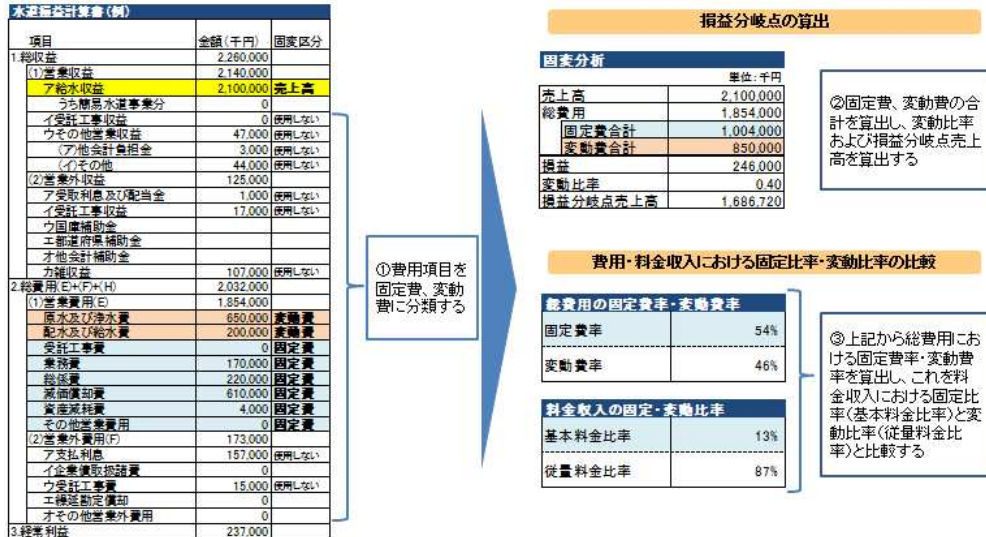 水道損益計算書(例)
項目 金額(千円) 固変区分
1.総収益 2,260,000
(1)営業収益 2,140,000
ア給水収益 2,100,000 売上高
うち簡易水道事業分 0
イ受託工事収益 0 使用しない
ウその他営業収益 47,000 使用しない
(ア)他会計負担金 3,000 使用しない
(イ)その他 44,000 使用しない
(2)営業外収益 125,000
ア受取利息及び配当金 1,000 使用しない
イ受託工事収益 17,000 使用しない
ウ国庫補助金
エ都道府県補助金
オ他会計補助金
カ雑収益 107,000 使用しない
2.総費用(E)+(F)+(H) 2,032,000
(1)営業費用(E) 1,854,000
原水及び浄水費 650,000 変動費
配水及び給水費 200,000 変動費
受託工事費 0 固定費
業務費 170,000 固定費
総係費 220,000 固定費
減価償却費 610,000 固定費
資産減耗費 4,000 固定費
その他営業費用 0 固定費
(2)営業外費用(F) 173,000
ア支払利息 157,000 使用しない
イ企業債取扱諸費 0
ウ受託工事費 15,000 使用しない
エ繰延勘定償却 0
オその他営業外費用 0
3.経常利益 237,000
①費用項目を
固定費、変動
費に分類する
損益分岐点の算出
固変分析
単位:千円
売上高 2,100,000
総費用 1,854,000
固定費合計 1,004,000
変動費合計 850,000
損益 246,000
変動比率 0.40
損益分岐点売上高 1,686,720
②固定費、変動費の合
計を算出し、変動比率
および損益分岐点売上
高を算出する
費用・料金収入における固定比率・変動比率の比較
総費用の固定費率・変動費率
固定費率 54%
変動費率 46%
料金収入の固定・変動比率
基本料金比率 13%
従量料金比率 87%
③上記から総費用にお
ける固定費率・変動費
率を算出し、これを料
金収入における固定比
率(基本料金比率)と変
動比率(従量料金比
率)と比較する